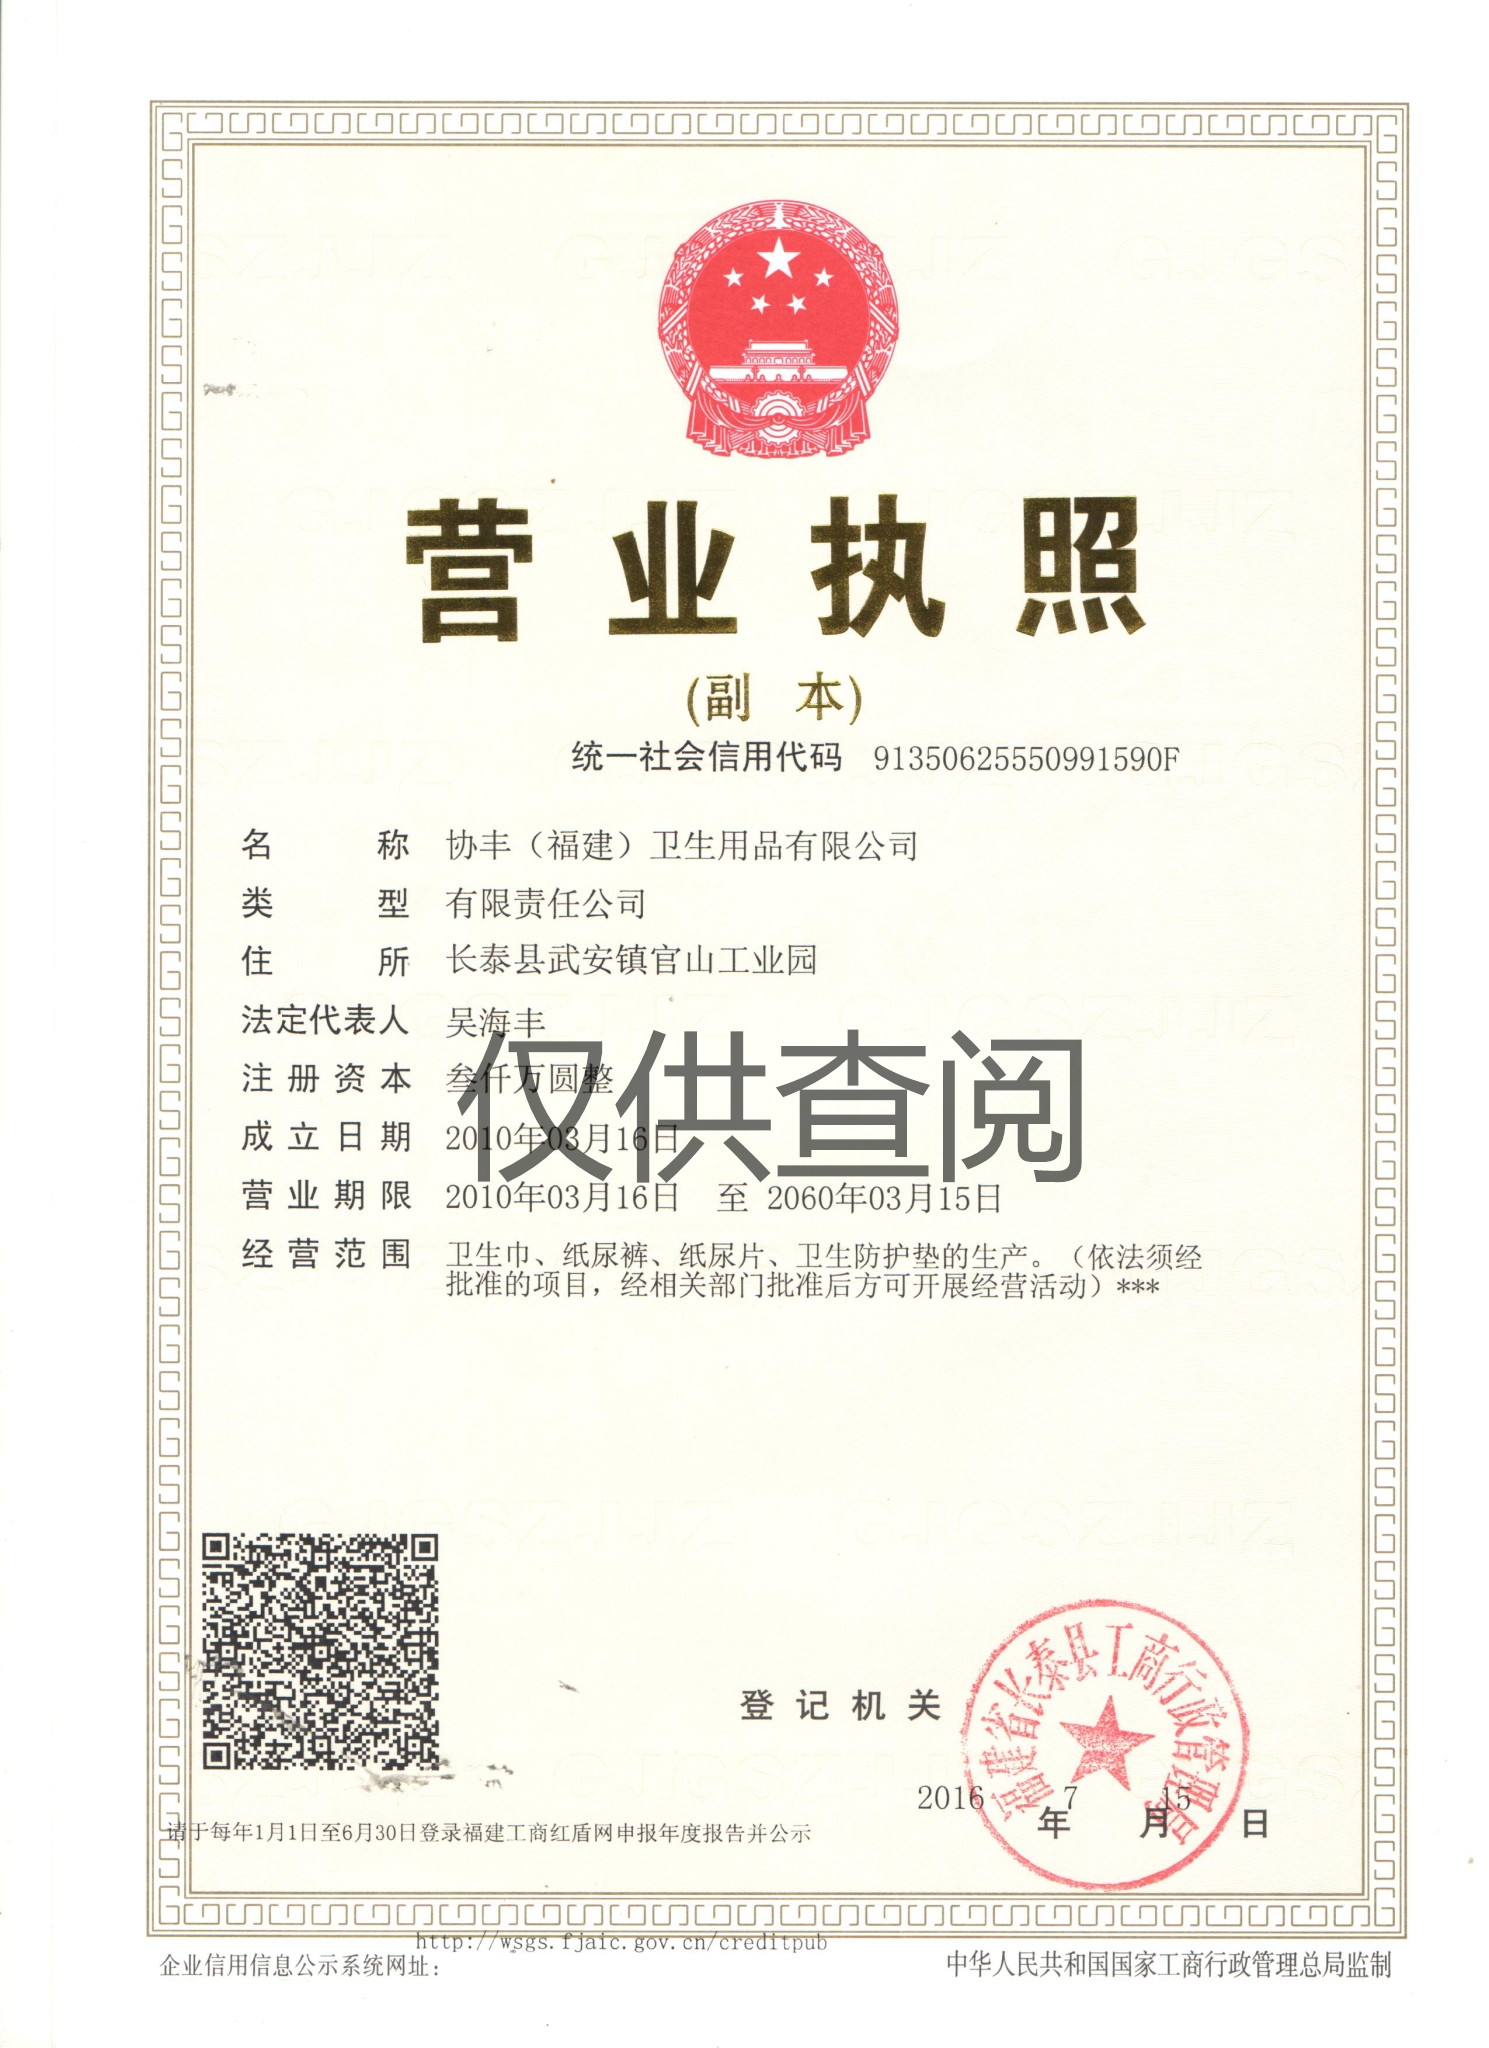 营业执照
(副 本)
统一社会信用代码 91350625550991590F
名 称 协丰（福建）卫生用品有限公司
类 型 有限责任公司
住 所 长泰县武安镇官山工业园
法定代表人 吴海丰
注册资本 叁仟万圆整
成立日期 2010年03月16日
营业期限 2010年03月16日 至 2060年03月15日
经营范围 卫生巾、纸尿裤、纸尿片、卫生防护垫的生产。（依法须经
批准的项目，经相关部门批准后方可开展经营活动）***
仅供查阅
登记机关
福建省长泰县工商行政管理局
2016年7月15日
请于每年1月1日至6月30日登录福建工商红盾网申报年度报告并公示
http://wsgs.fjaic.gov.cn/creditpub
企业信用信息公示系统网址：
中华人民共和国国家工商行政管理总局监制